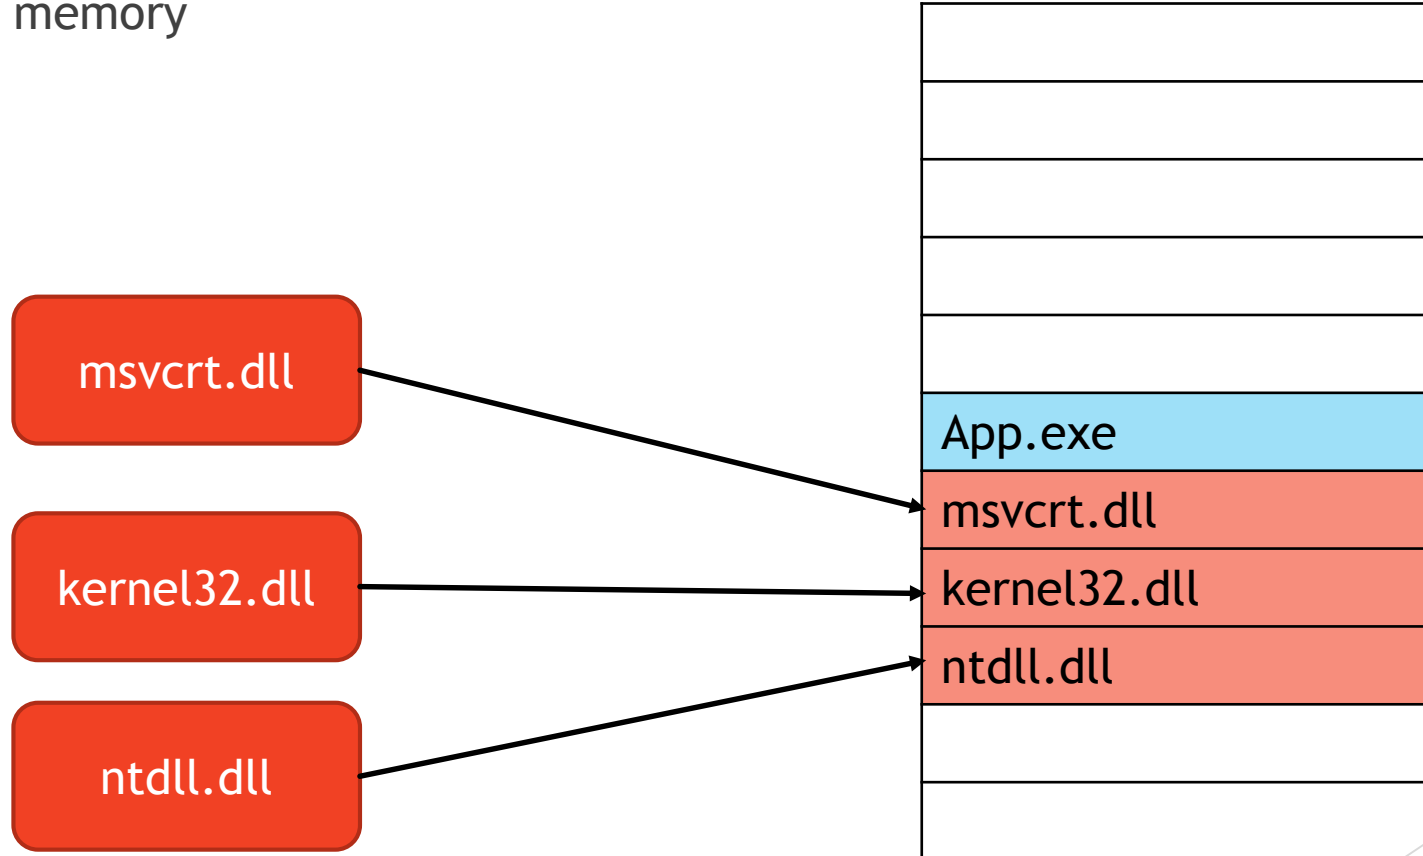 memory
msvcrt.dll
kernel32.dll
ntdll.dll
App.exe
msvcrt.dll
kernel32.dll
ntdll.dll